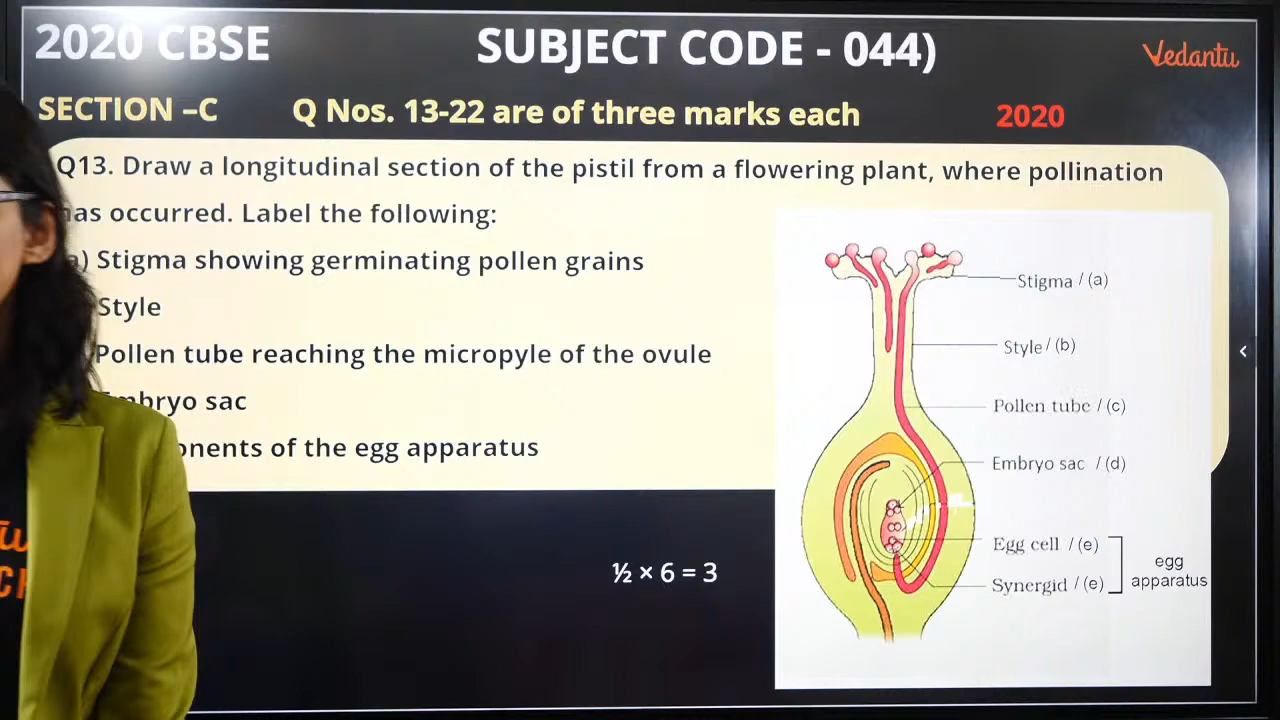 2020 CBSE SUBJECT CODE - 044)
Vedantu
SECTION –C Q Nos. 13-22 are of three marks each 2020
Q13. Draw a longitudinal section of the pistil from a flowering plant, where pollination
has occurred. Label the following:
a) Stigma showing germinating pollen grains
Style
Pollen tube reaching the micropyle of the ovule
Embryo sac
of the egg apparatus
½ × 6 = 3
Stigma / (a)
Style / (b)
Pollen tube / (c)
Embryo sac / (d)
Egg cell / (e)
Synergid / (e)
egg
apparatus